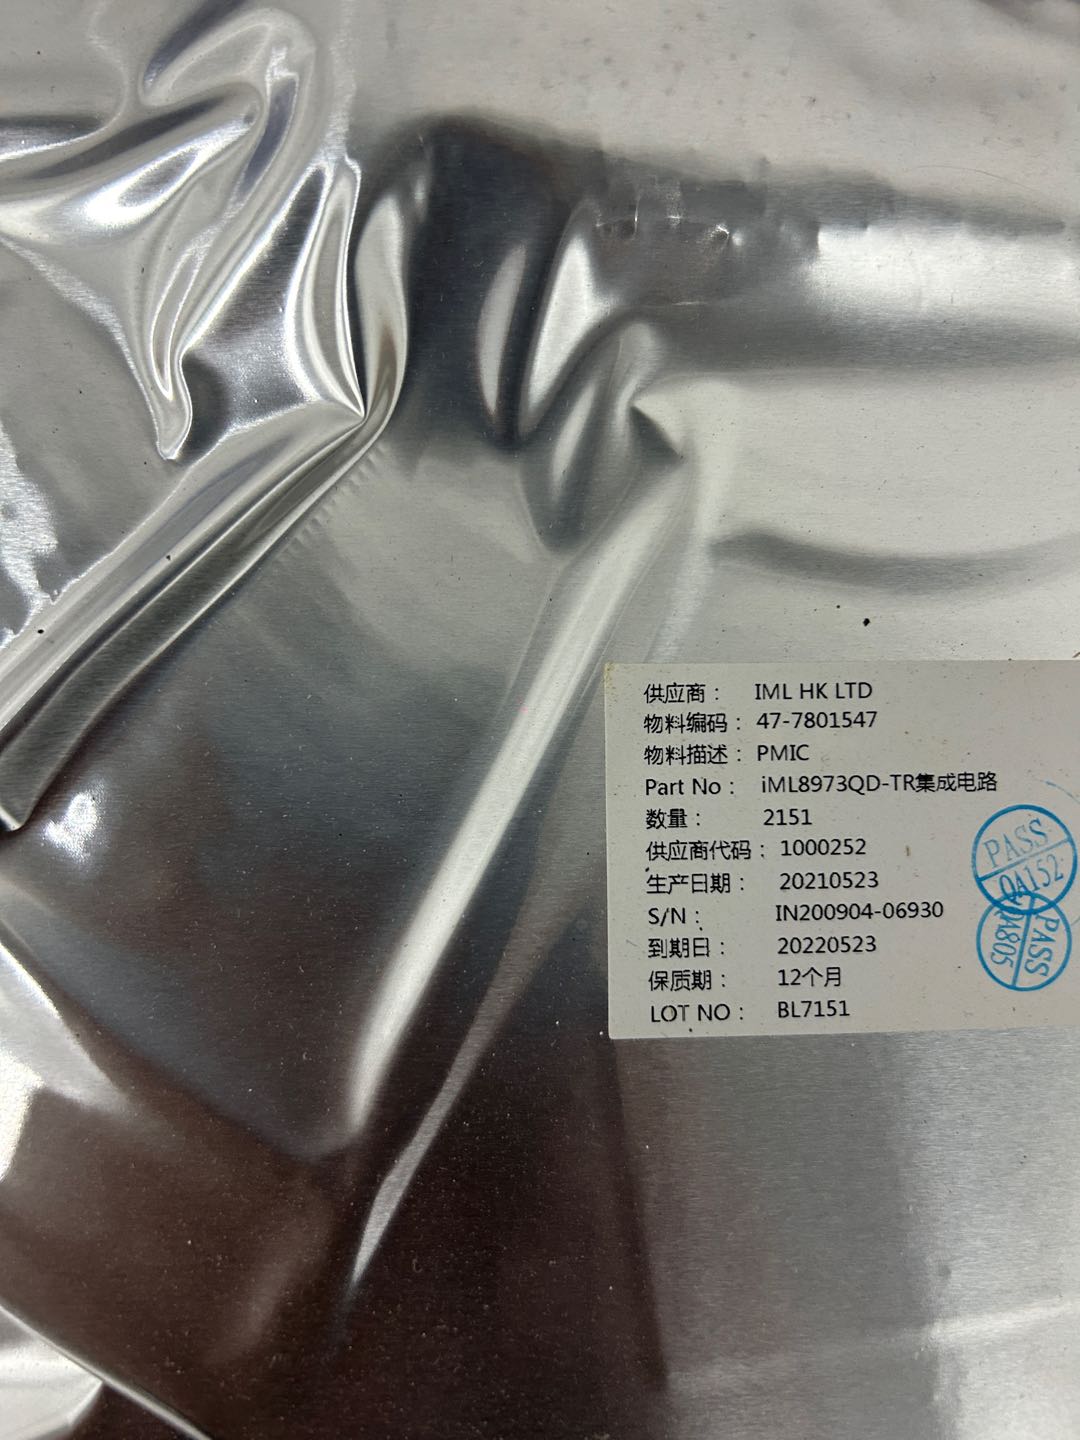 供应商： IML HK LTD
物料编码： 47-7801547
物料描述： PMIC
Part No： iML8973QD-TR集成电路
数量： 2151
供应商代码： 1000252
生产日期： 20210523
S/N： IN200904-06930
到期日： 20220523
保质期： 12个月
LOT NO： BL7151
PASS
QA152
PASS
QA805